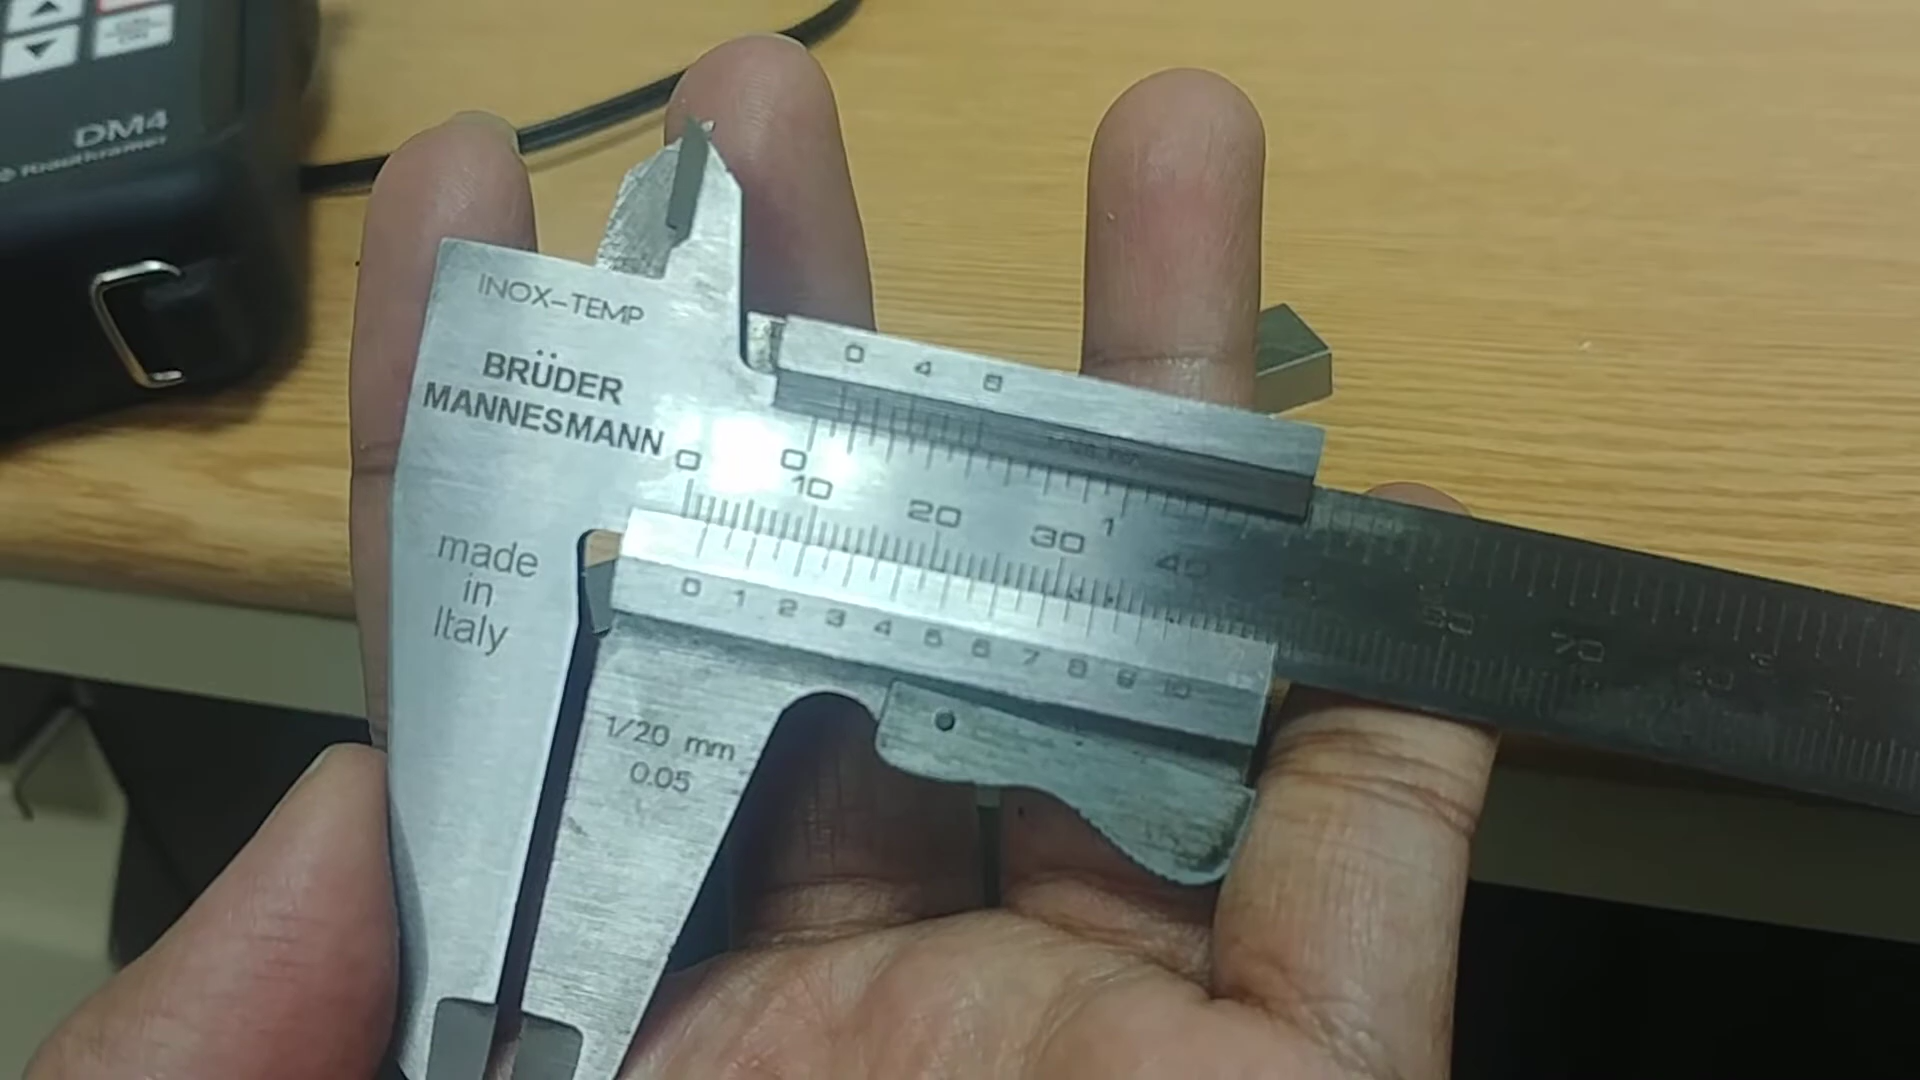 DM4
INOX-TEMP
BRÜDER
MANNESMANN
made
in
Italy
0 4 8
0 0
10 20 30 1 40
70
0 1 2 3 4 5 6 7 8 9 10
1/20 mm
0.05